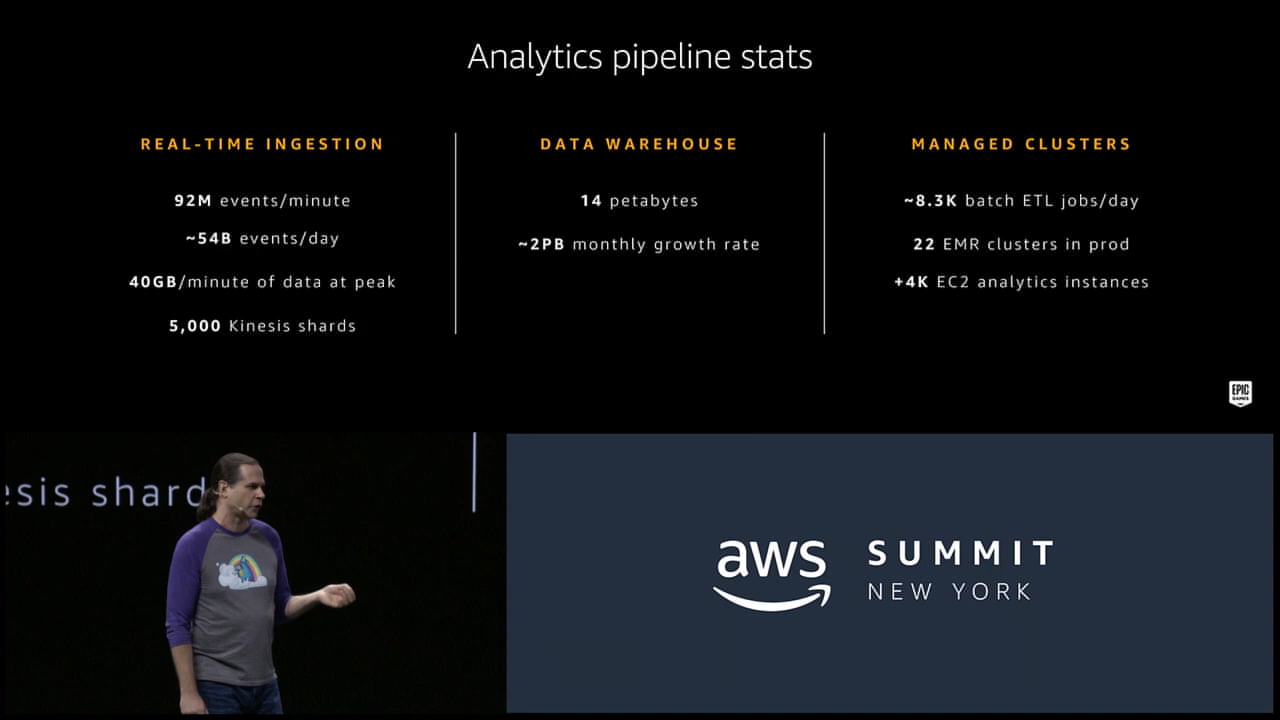 Analytics pipeline stats
REAL-TIME INGESTION
92M events/minute
~54B events/day
40GB/minute of data at peak
5,000 Kinesis shards
DATA WAREHOUSE
14 petabytes
~2PB monthly growth rate
MANAGED CLUSTERS
~8.3K batch ETL jobs/day
22 EMR clusters in prod
+4K EC2 analytics instances
EPIC
GAMES
esis shard
aws
SUMMIT
NEW YORK